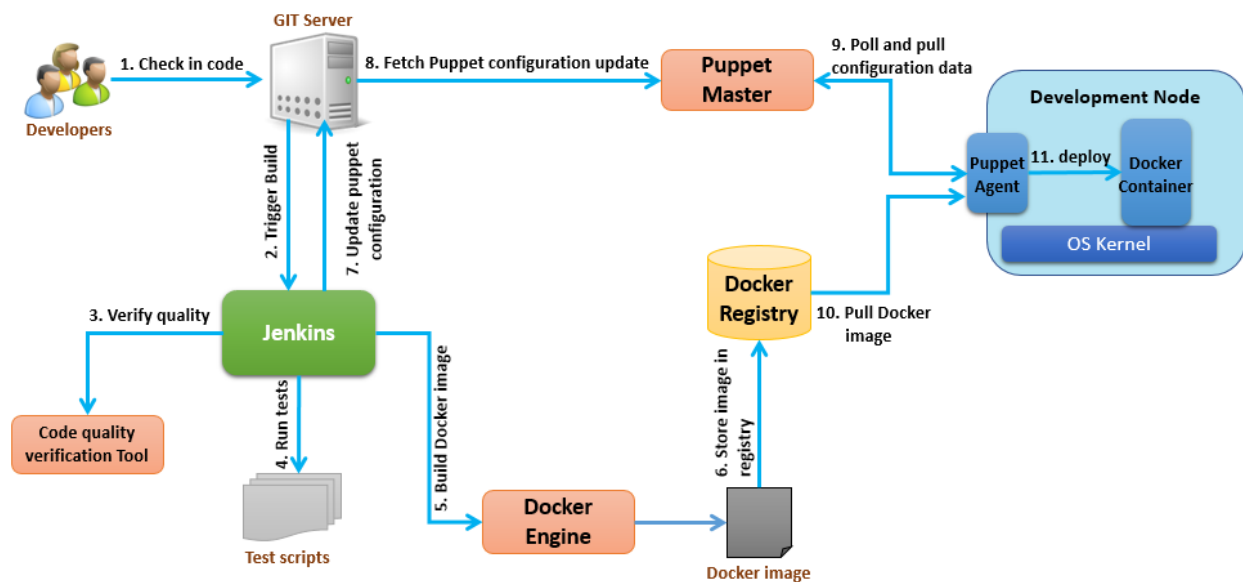 GIT Server
1. Check in code
Developers
8. Fetch Puppet configuration update
Puppet
Master
9. Poll and pull
configuration data
Development Node
Puppet
Agent
11. deploy
Docker
Container
OS Kernel
2. Trigger Build
7. Update puppet
configuration
Docker
Registry
10. Pull Docker
image
3. Verify quality
Jenkins
Code quality
verification Tool
4. Run tests
Test scripts
5. Build Docker image
Docker
Engine
6. Store image in
registry
Docker image